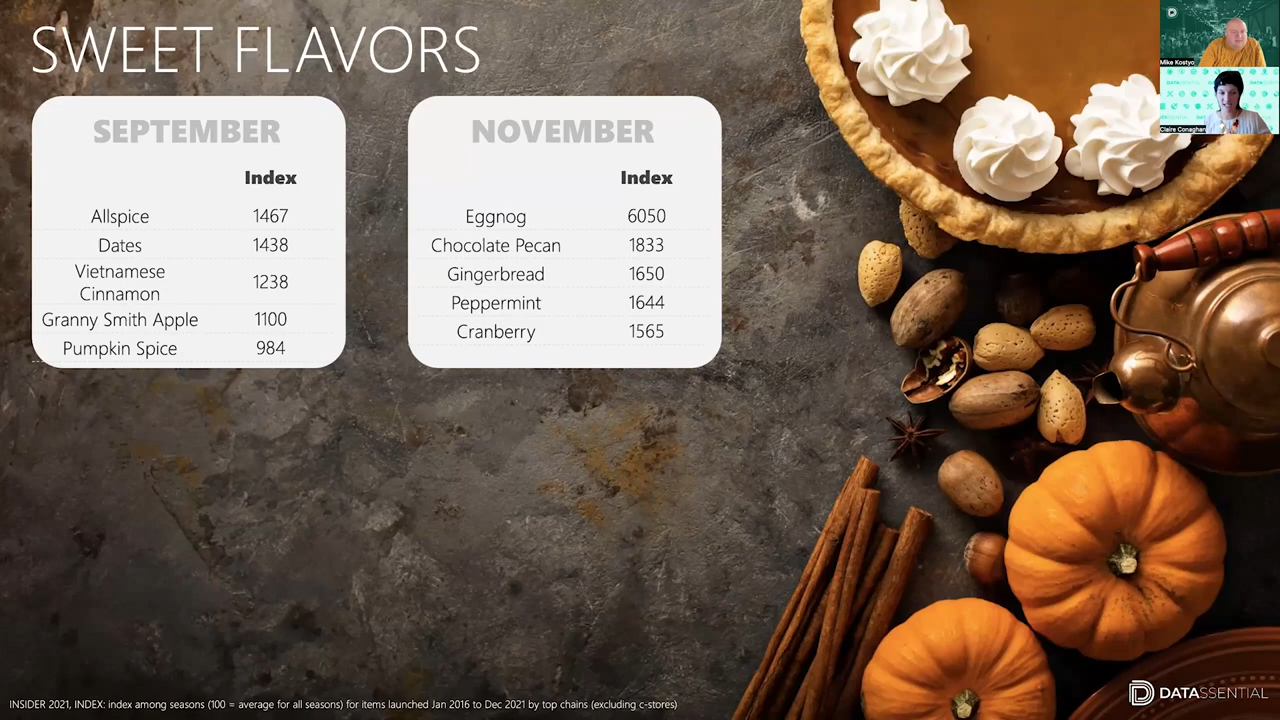 SWEET FLAVORS
SEPTEMBER
Index
Allspice 1467
Dates 1438
Vietnamese
Cinnamon 1238
Granny Smith Apple 1100
Pumpkin Spice 984
NOVEMBER
Index
Eggnog 6050
Chocolate Pecan 1833
Gingerbread 1650
Peppermint 1644
Cranberry 1565
Mike Kostyo
Claire Conaghan
INSIDER 2021, INDEX: index among seasons (100 = average for all seasons) for items launched Jan 2016 to Dec 2021 by top chains (excluding c-stores)
DATASSENTIAL